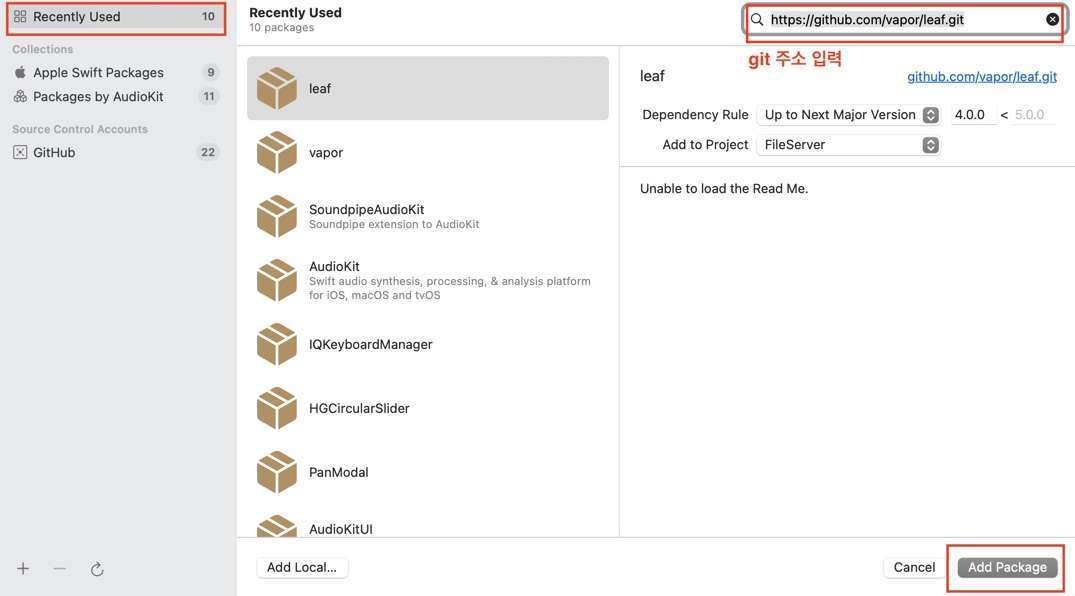 Recently Used 10
Collections
Apple Swift Packages 9
Packages by AudioKit 11
Source Control Accounts
GitHub 22
Recently Used
10 packages
https://github.com/vapor/leaf.git
git 주소 입력
leaf
vapor
SoundpipeAudioKit
Soundpipe extension to AudioKit
AudioKit
Swift audio synthesis, processing, & analysis platform
for iOS, macOS and tvOS
IQKeyboardManager
HGCircularSlider
PanModal
AudioKitUI
leaf github.com/vapor/leaf.git
Dependency Rule Up to Next Major Version 4.0.0 < 5.0.0
Add to Project FileServer
Unable to load the Read Me.
Add Local... Cancel Add Package